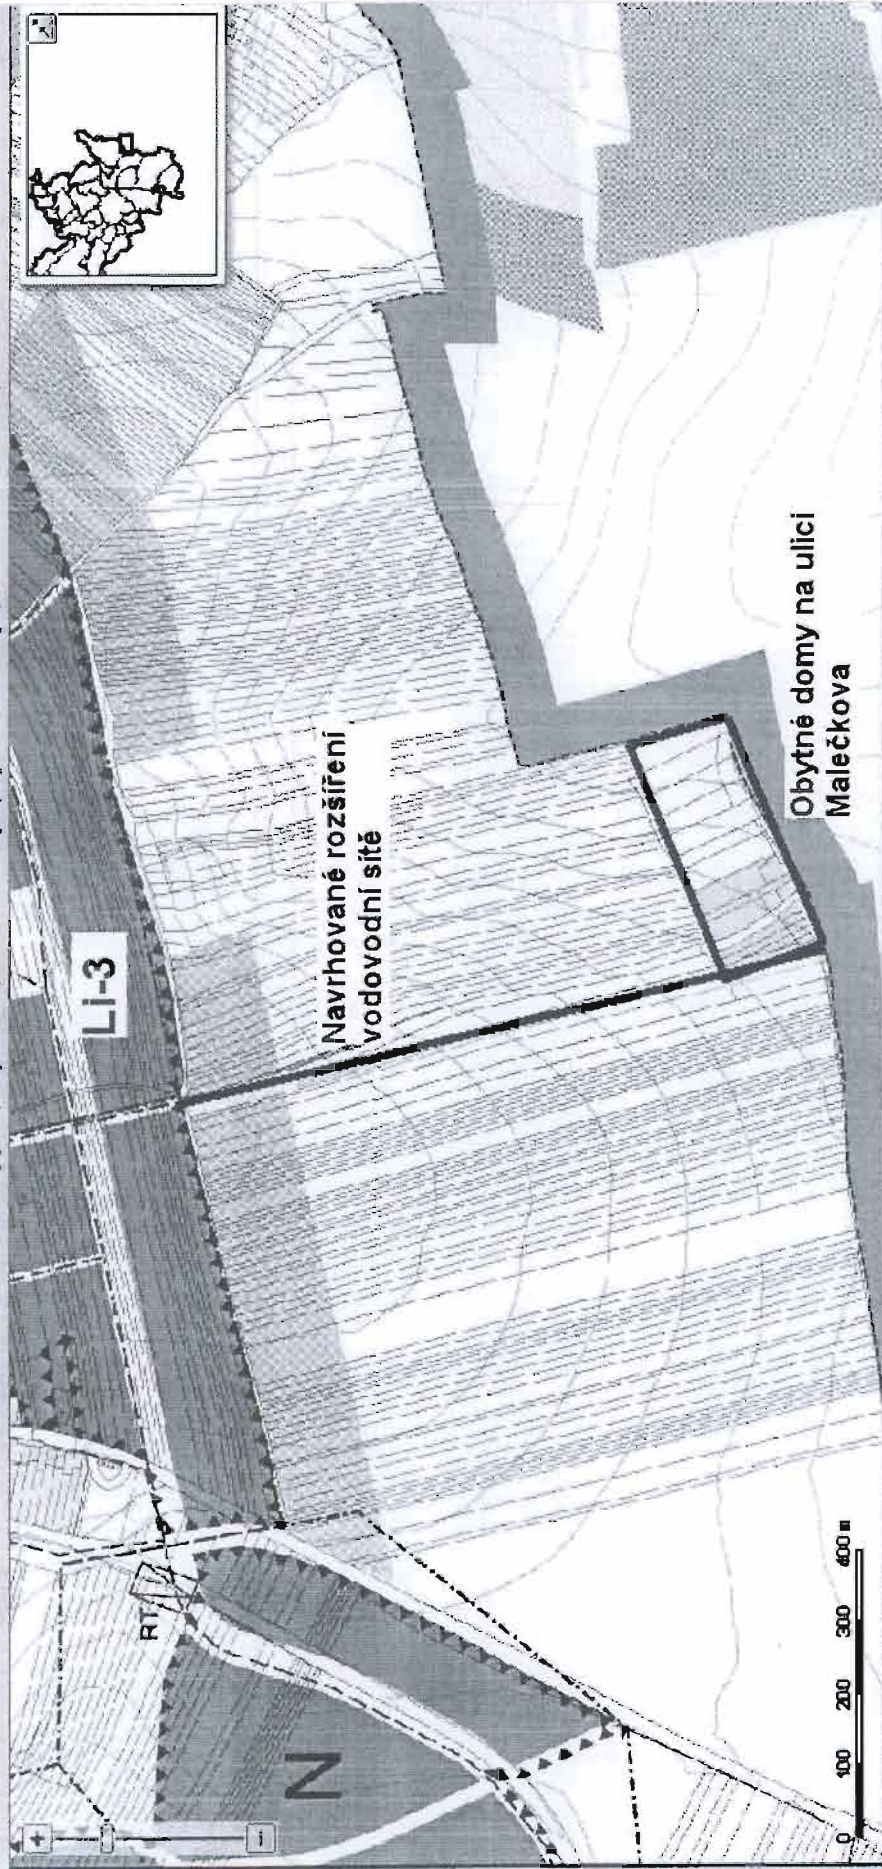 Li-3
Navrhované rozšíření
vodovodní sítě
Obytné domy na ulici
Malečkova
RT
N
0 100 200 300 400 m